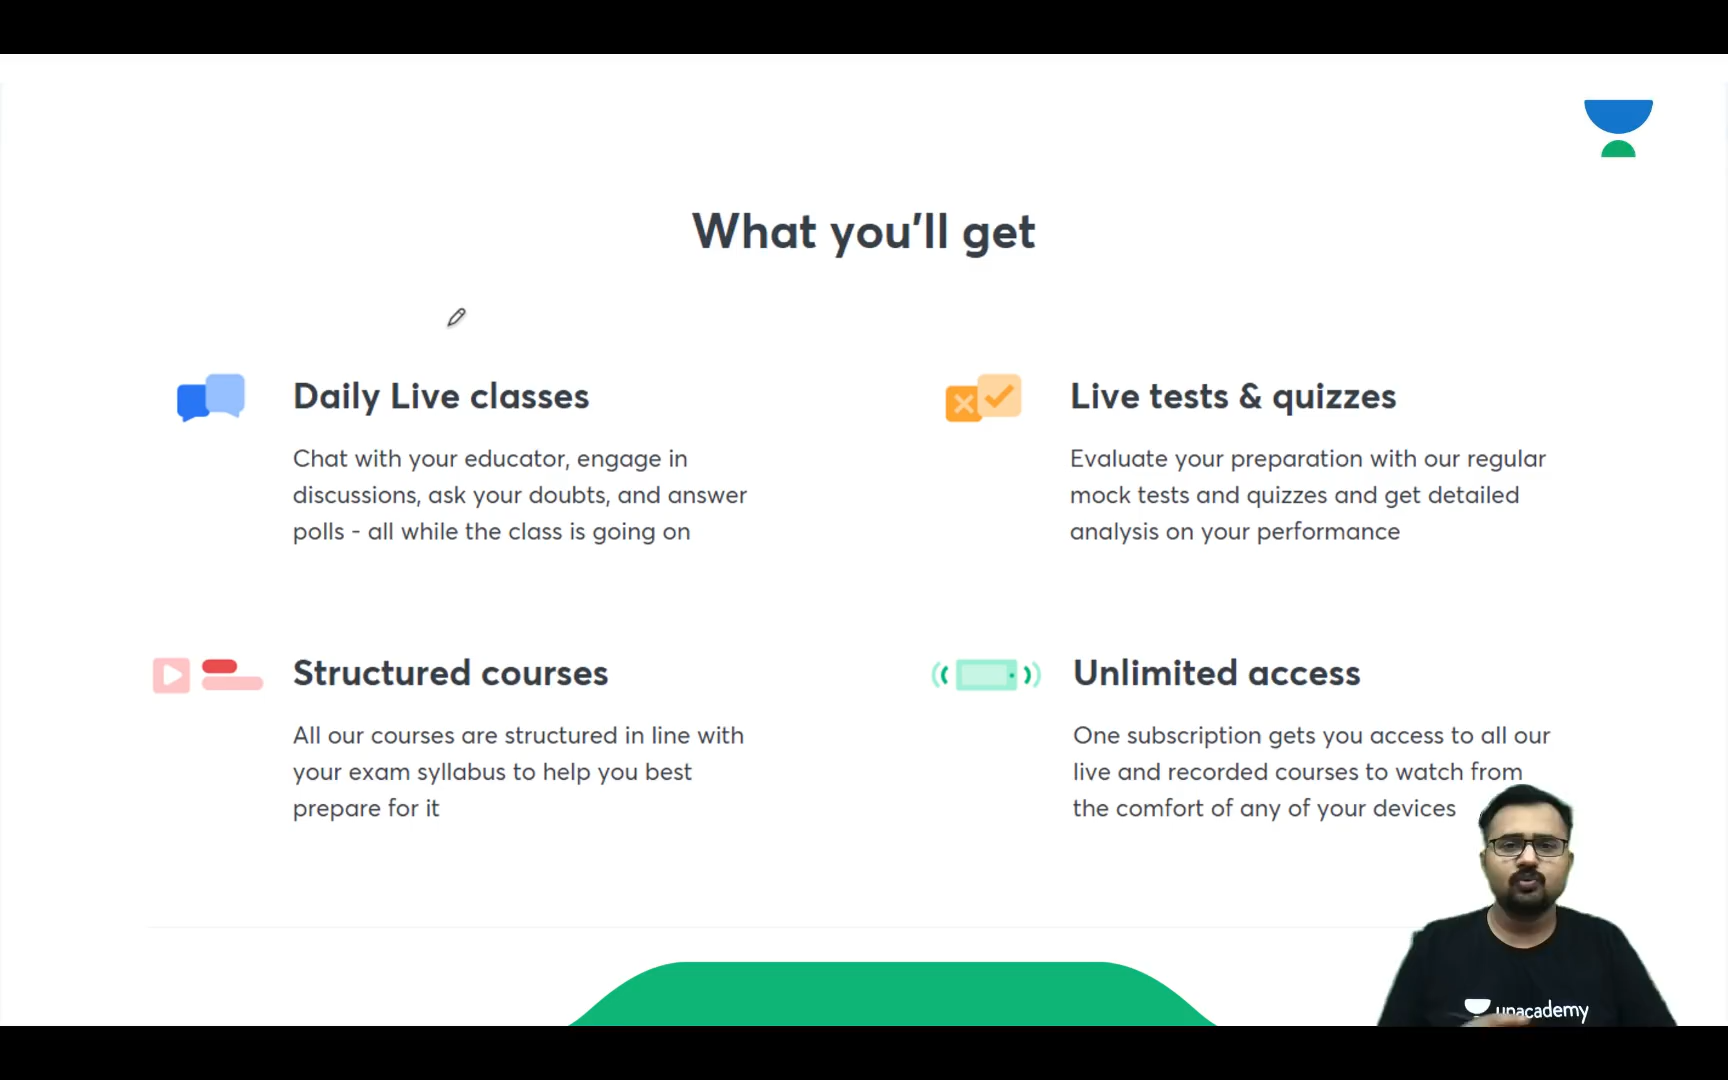 What you'll get
Daily Live classes
Chat with your educator, engage in
discussions, ask your doubts, and answer
polls - all while the class is going on
Live tests & quizzes
Evaluate your preparation with our regular
mock tests and quizzes and get detailed
analysis on your performance
Structured courses
All our courses are structured in line with
your exam syllabus to help you best
prepare for it
Unlimited access
One subscription gets you access to all our
live and recorded courses to watch from
the comfort of any of your devices
unacademy